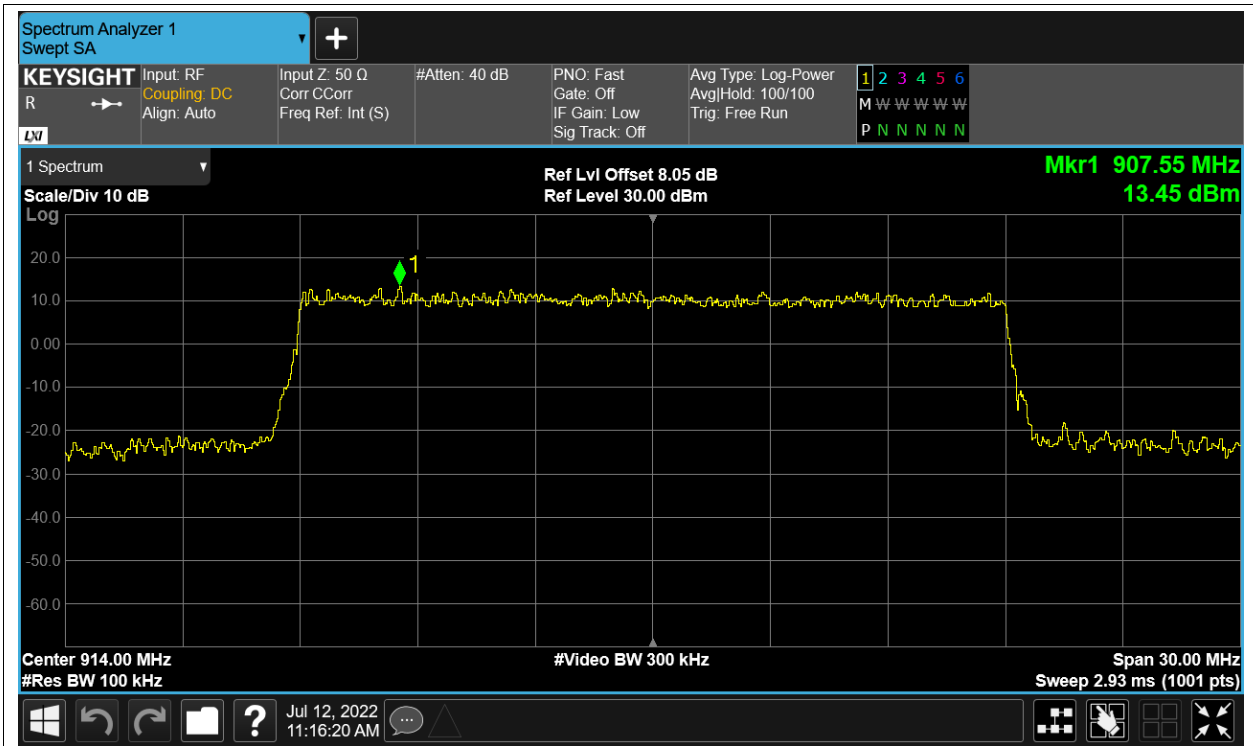 Spectrum Analyzer 1
Swept SA
KEYSIGHT
R
LXI
Input: RF
Coupling: DC
Align: Auto
Input Z: 50 Ω
Corr CCorr
Freq Ref: Int (S)
#Atten: 40 dB
PNO: Fast
Gate: Off
IF Gain: Low
Sig Track: Off
Avg Type: Log-Power
Avg|Hold: 100/100
Trig: Free Run
1 2 3 4 5 6
M W W W W W
P N N N N N
1 Spectrum
Scale/Div 10 dB
Log
Ref Lvl Offset 8.05 dB
Ref Level 30.00 dBm
Mkr1 907.55 MHz
13.45 dBm
1
20.0
10.0
0.00
-10.0
-20.0
-30.0
-40.0
-50.0
-60.0
Center 914.00 MHz
#Res BW 100 kHz
#Video BW 300 kHz
Span 30.00 MHz
Sweep 2.93 ms (1001 pts)
?
Jul 12, 2022
11:16:20 AM